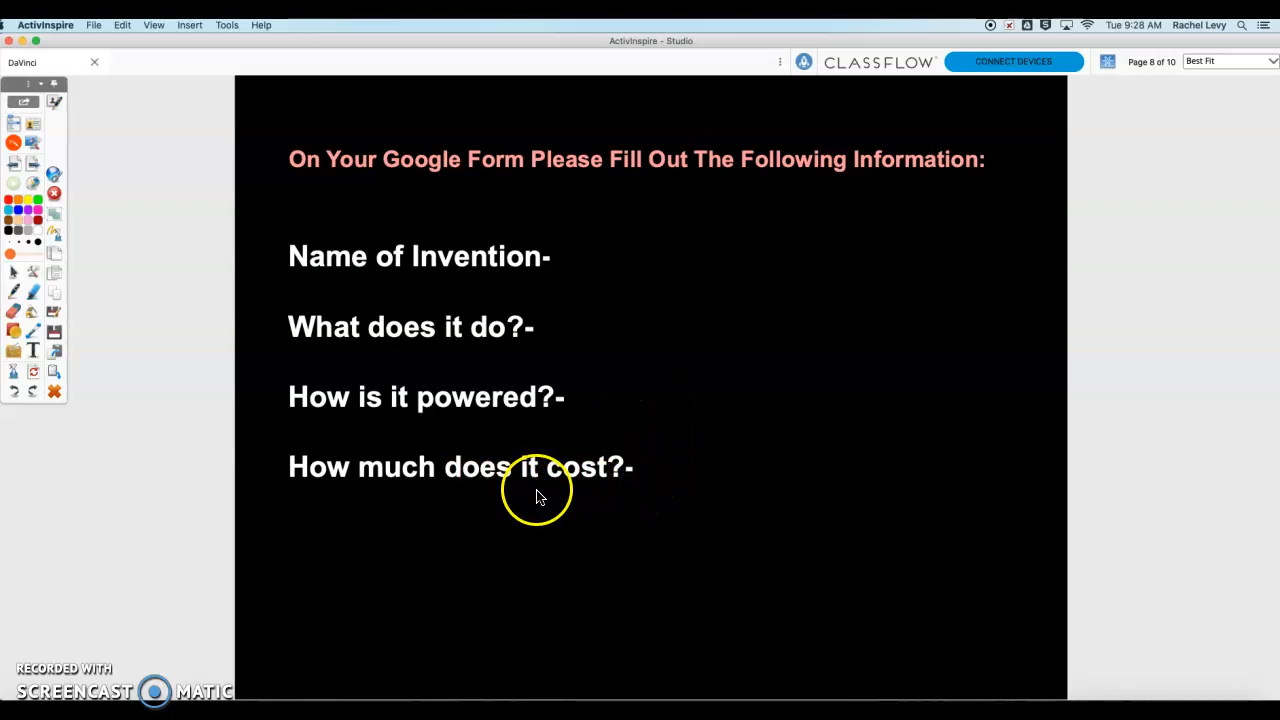 ActivInspire File Edit View Insert Tools Help Tue 9:28 AM Rachel Levy
ActivInspire - Studio
DaVinci CLASSFLOW CONNECT DEVICES Page 8 of 10 Best Fit
1
On Your Google Form Please Fill Out The Following Information:
Name of Invention-
What does it do?-
How is it powered?-
How much does it cost?-
RECORDED WITH
SCREENCAST MATIC